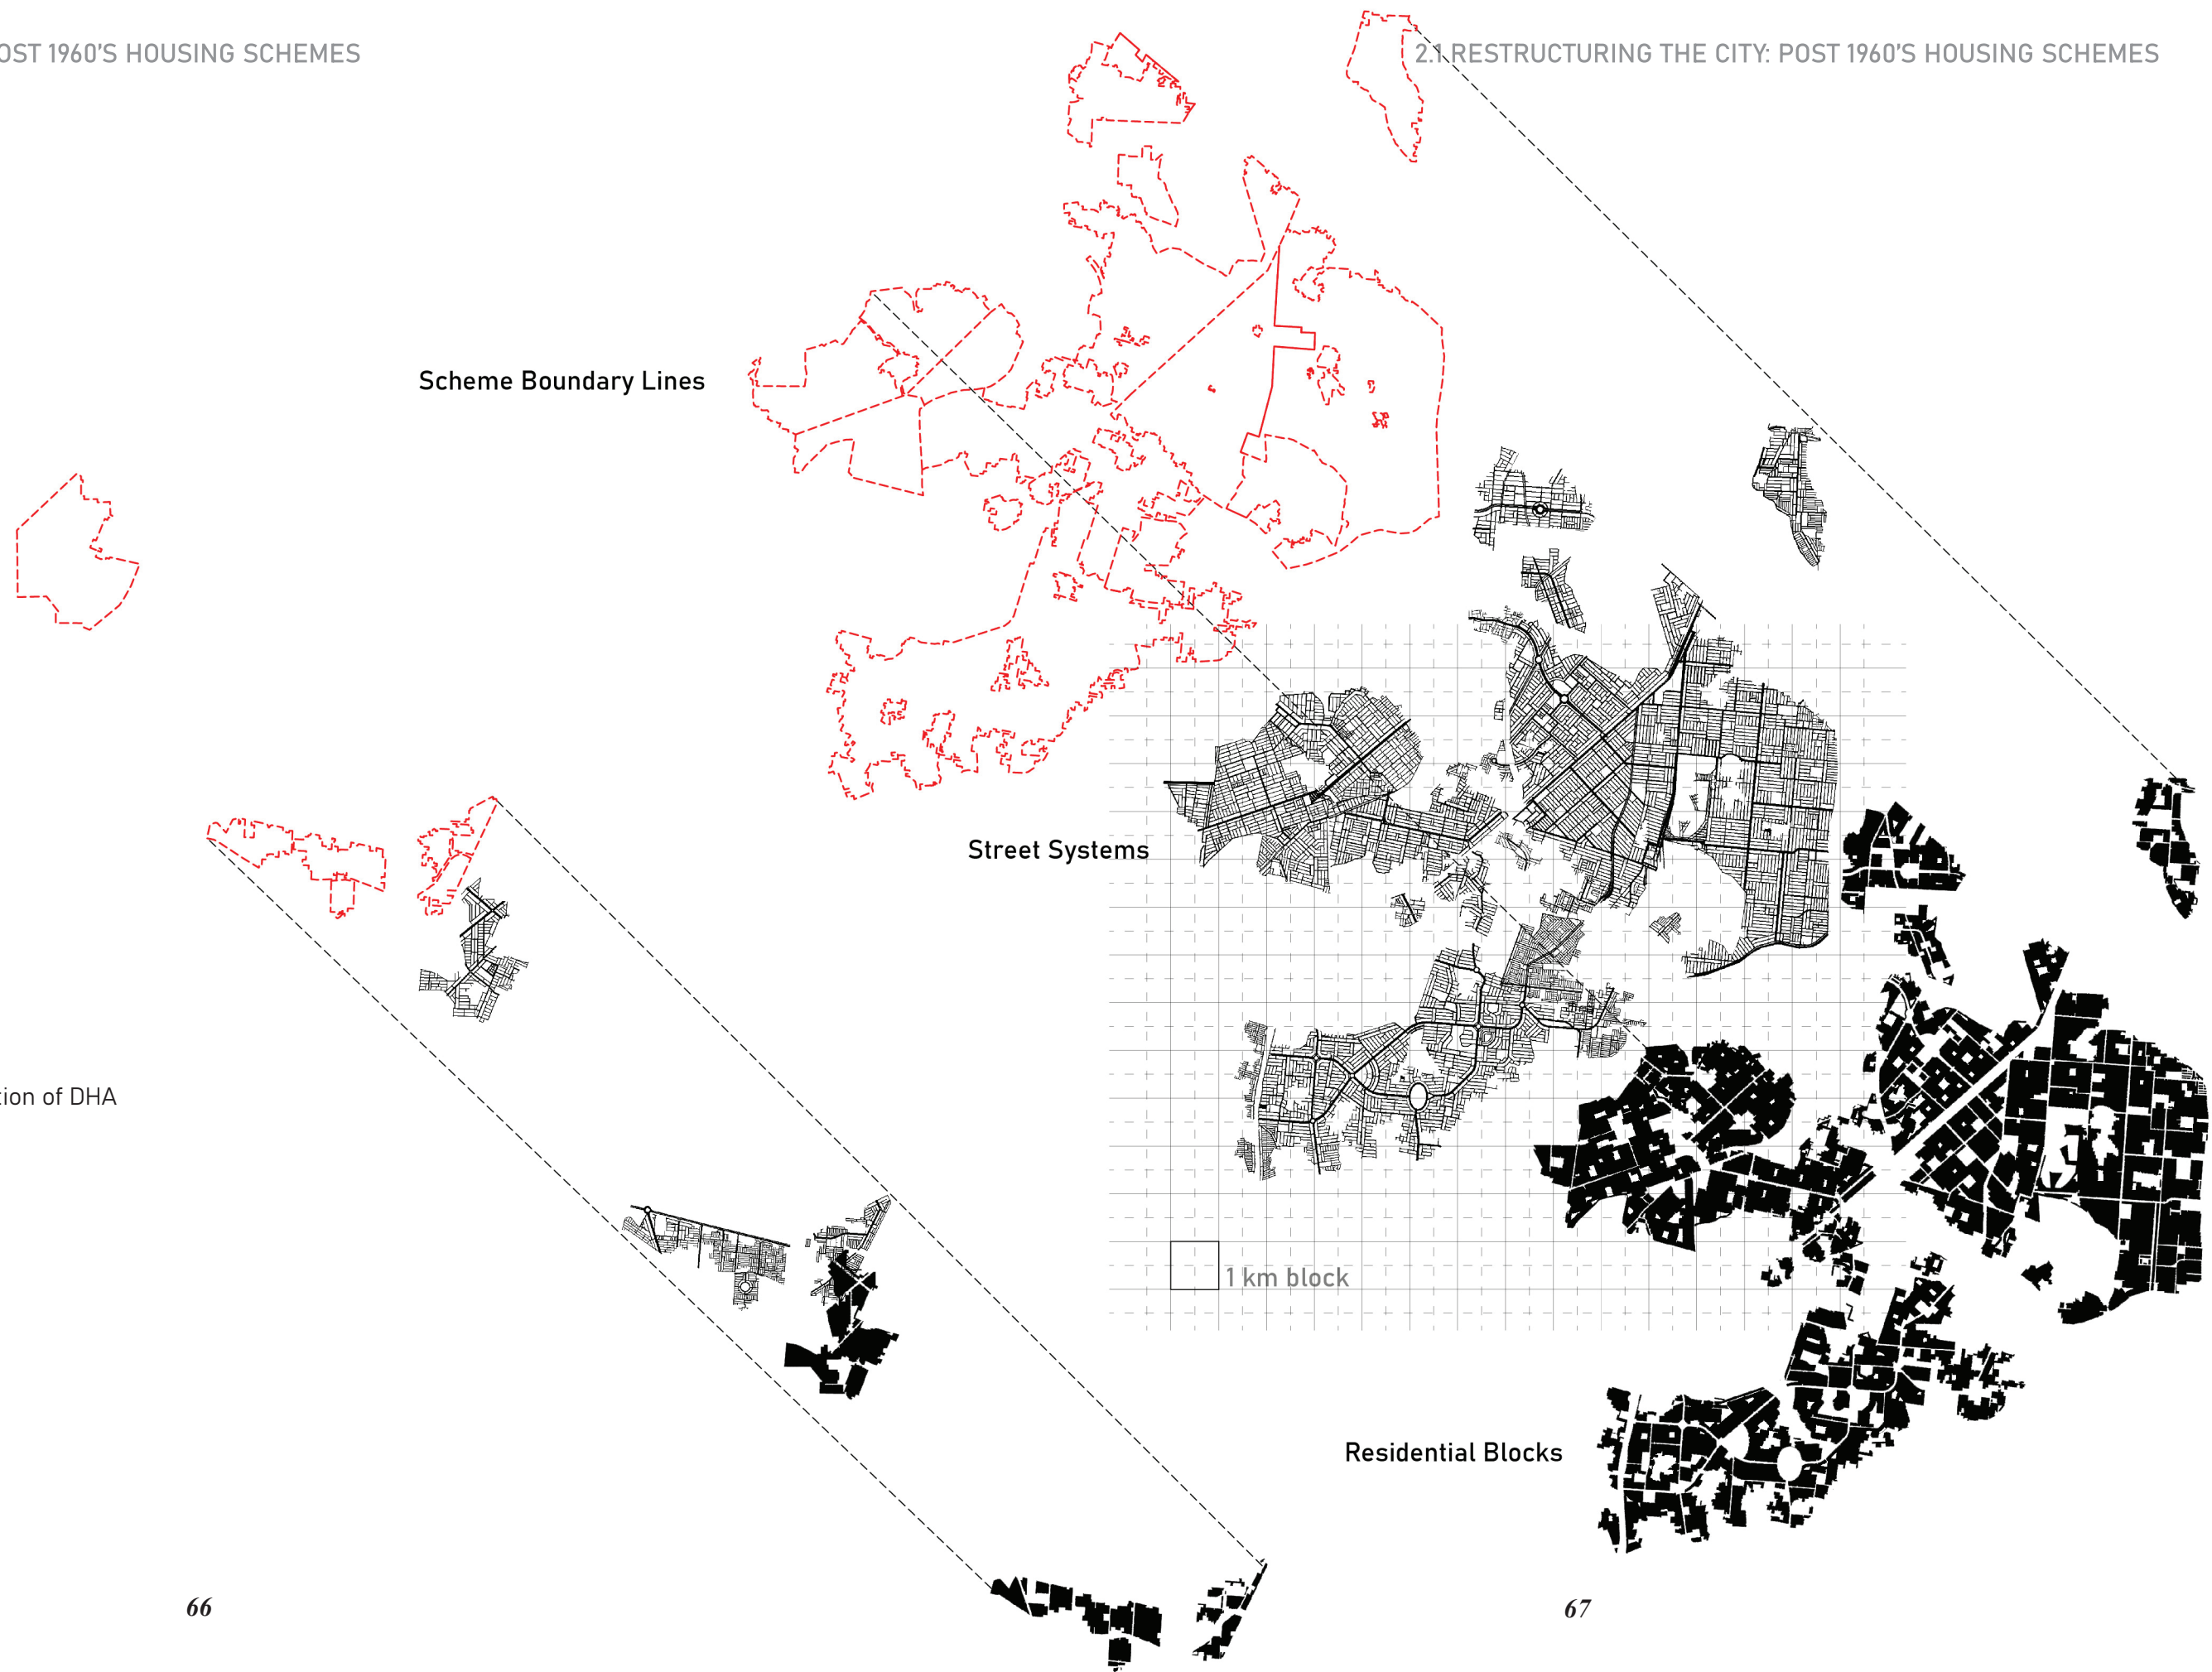 OST 1960'S HOUSING SCHEMES
2.1 RESTRUCTURING THE CITY: POST 1960'S HOUSING SCHEMES
Scheme Boundary Lines
Street Systems
tion of DHA
1 km block
Residential Blocks
66
67